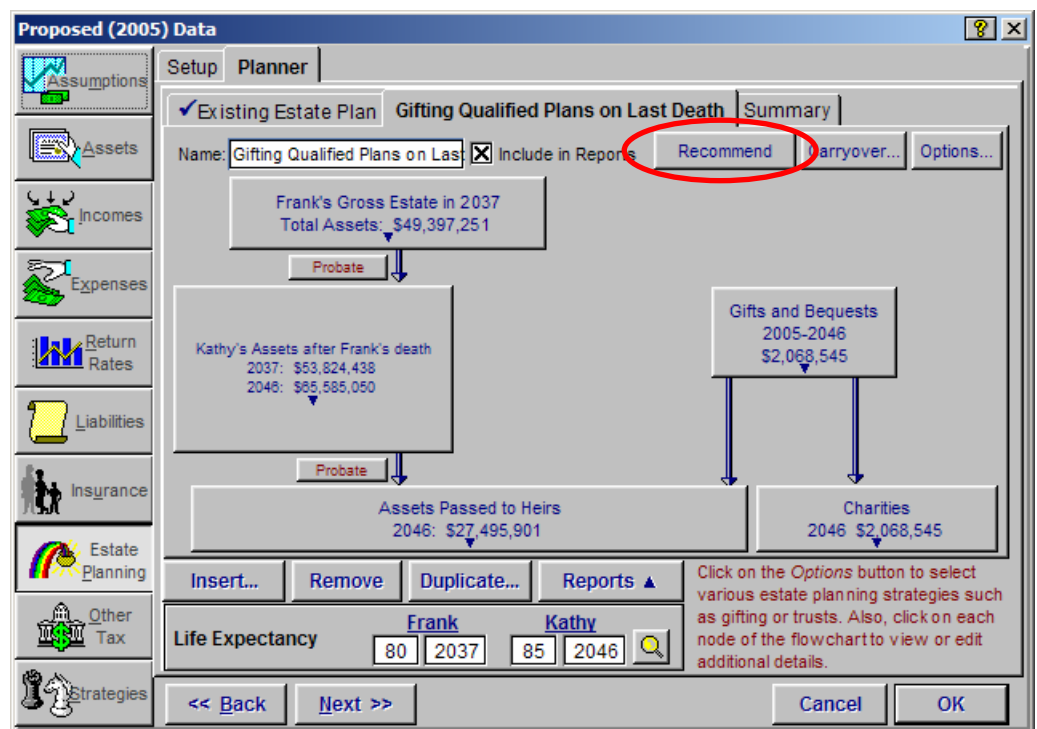 Proposed (2005) Data
?
Assumptions
Assets
Incomes
Expenses
Return
Rates
Liabilities
Insurance
Estate
Planning
Other
Tax
Strategies
Setup Planner
Existing Estate Plan Gifting Qualified Plans on Last Death Summary
Name: Gifting Qualified Plans on Last Include in Reports Recommend Carryover... Options...
Frank's Gross Estate in 2037
Total Assets: $49,397,251
Probate
Kathy's Assets after Frank's death
2037: $53,824,438
2046: $65,585,050
Gifts and Bequests
2005-2046
$2,068,545
Probate
Assets Passed to Heirs
2046: $27,495,901
Charities
2046 $2,068,545
Insert... Remove Duplicate... Reports ▲
Life Expectancy
Frank Kathy
80 2037 85 2046
Click on the Options button to select
various estate planning strategies such
as gifting or trusts. Also, click on each
node of the flowchart to view or edit
additional details.
<< Back Next >> Cancel OK